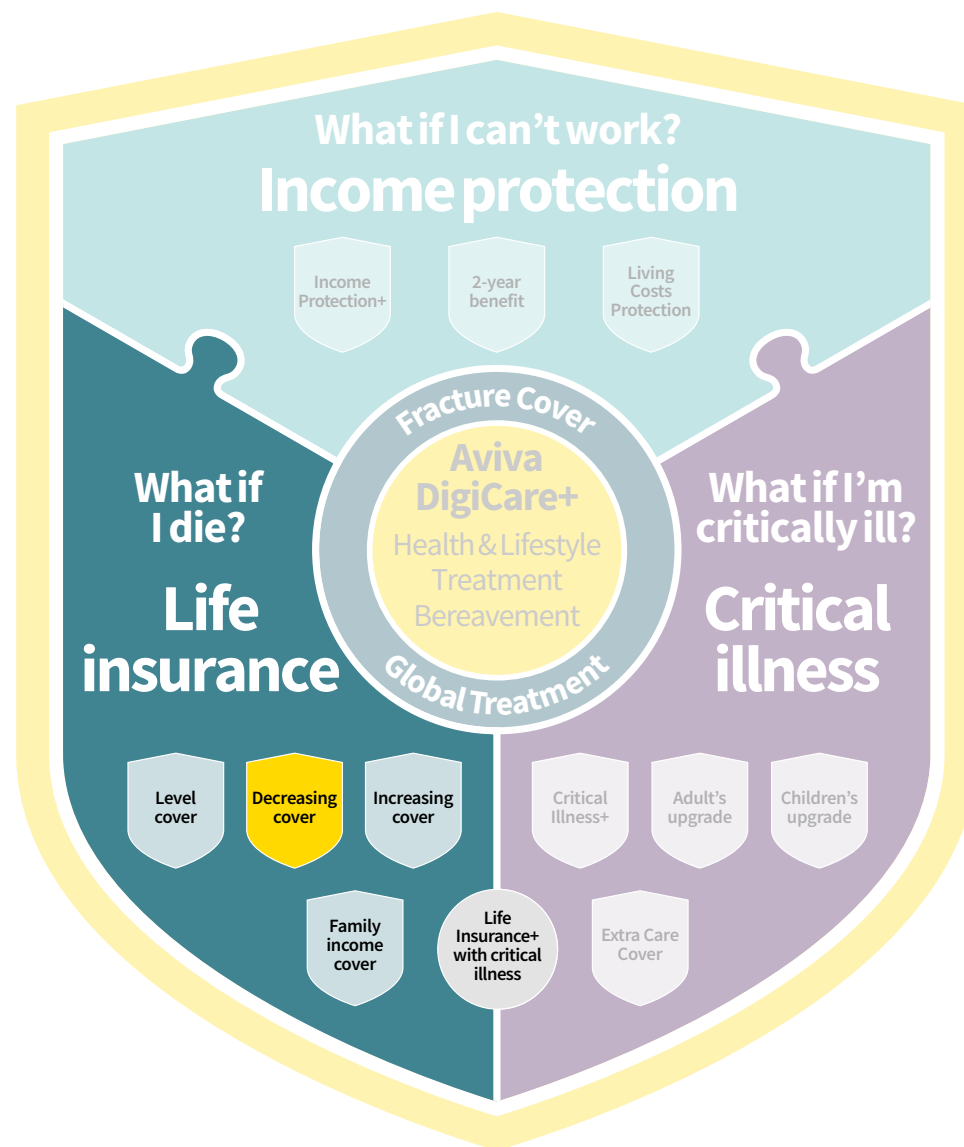 What if I can't work?
Income protection
Income
Protection+
2-year
benefit
Living
Costs
Protection
Fracture Cover
Aviva
DigiCare+
Health & Lifestyle
Treatment
Bereavement
Global Treatment
What if
I die?
Life
insurance
What if I'm
critically ill?
Critical
illness
Level
cover
Decreasing
cover
Increasing
cover
Critical
Illness+
Adult's
upgrade
Children's
upgrade
Family
income
cover
Life
Insurance+
with critical
illness
Extra Care
Cover